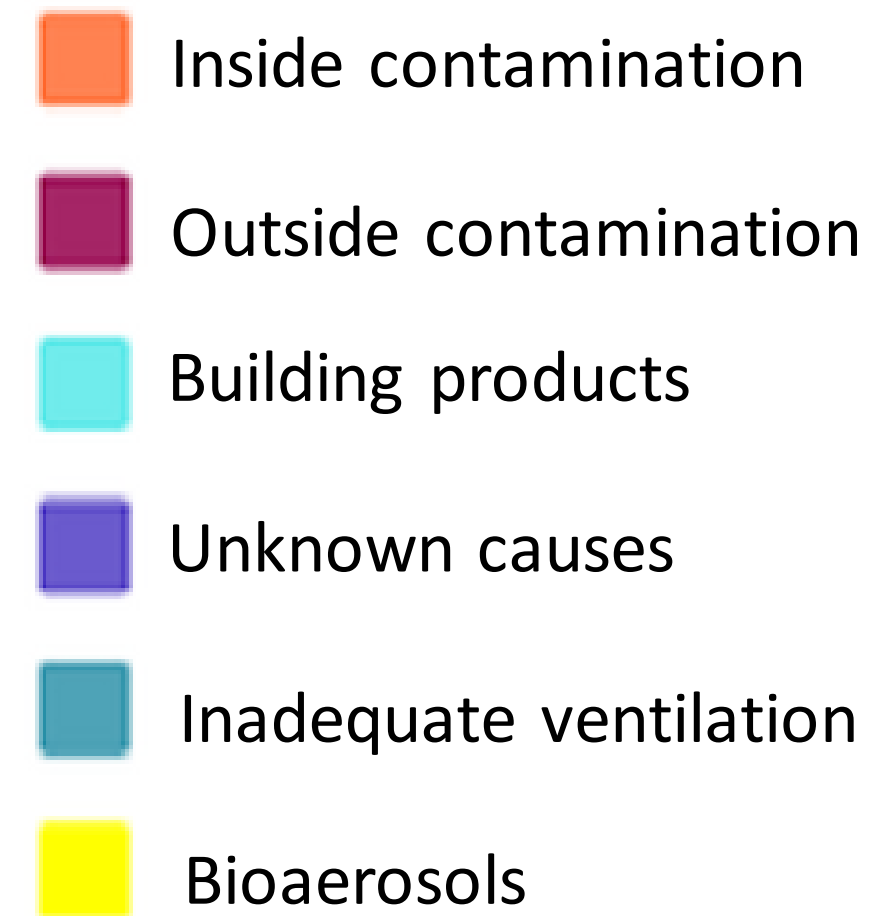 Inside contamination
Outside contamination
Building products
Unknown causes
Inadequate ventilation
Bioaerosols